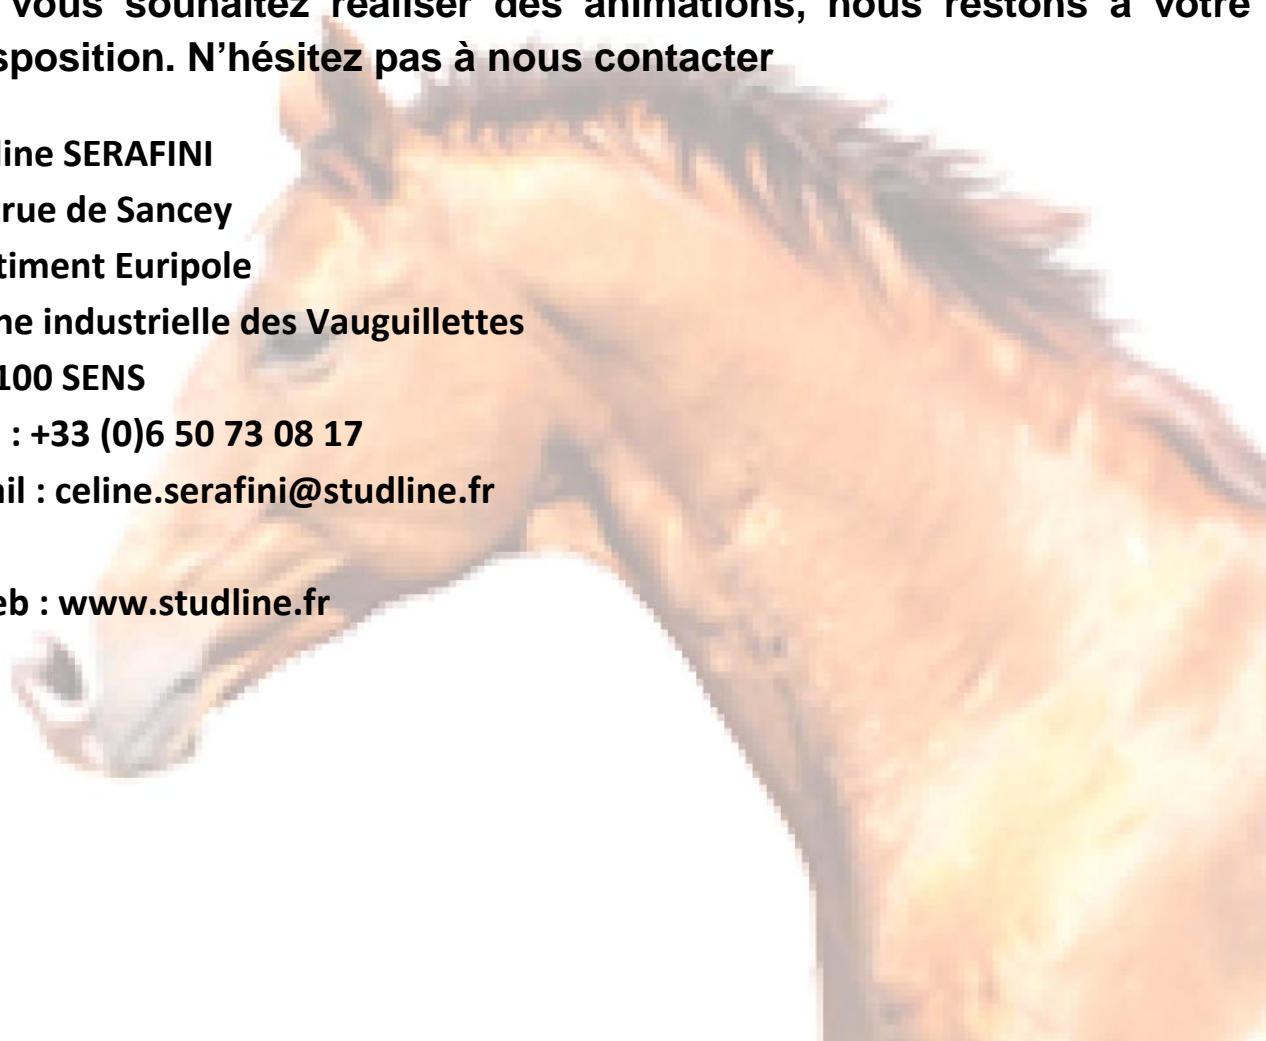 vous souhaitez réaliser des animations, nous restons à votre
sposition. N’hésitez pas à nous contacter
line SERAFINI
rue de Sancey
timent Euripole
ne industrielle des Vauguillettes
100 SENS
: +33 (0)6 50 73 08 17
ail : celine.serafini@studline.fr
eb : www.studline.fr